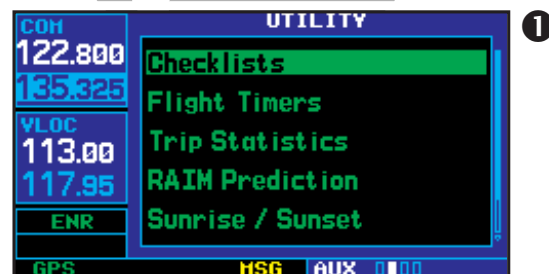 COM
122.800
135.325
VLOC
113.00
117.95
ENR
GPS
UTILITY
Checklists
Flight Timers
Trip Statistics
RAIM Prediction
Sunrise / Sunset
MSG
AUX
1